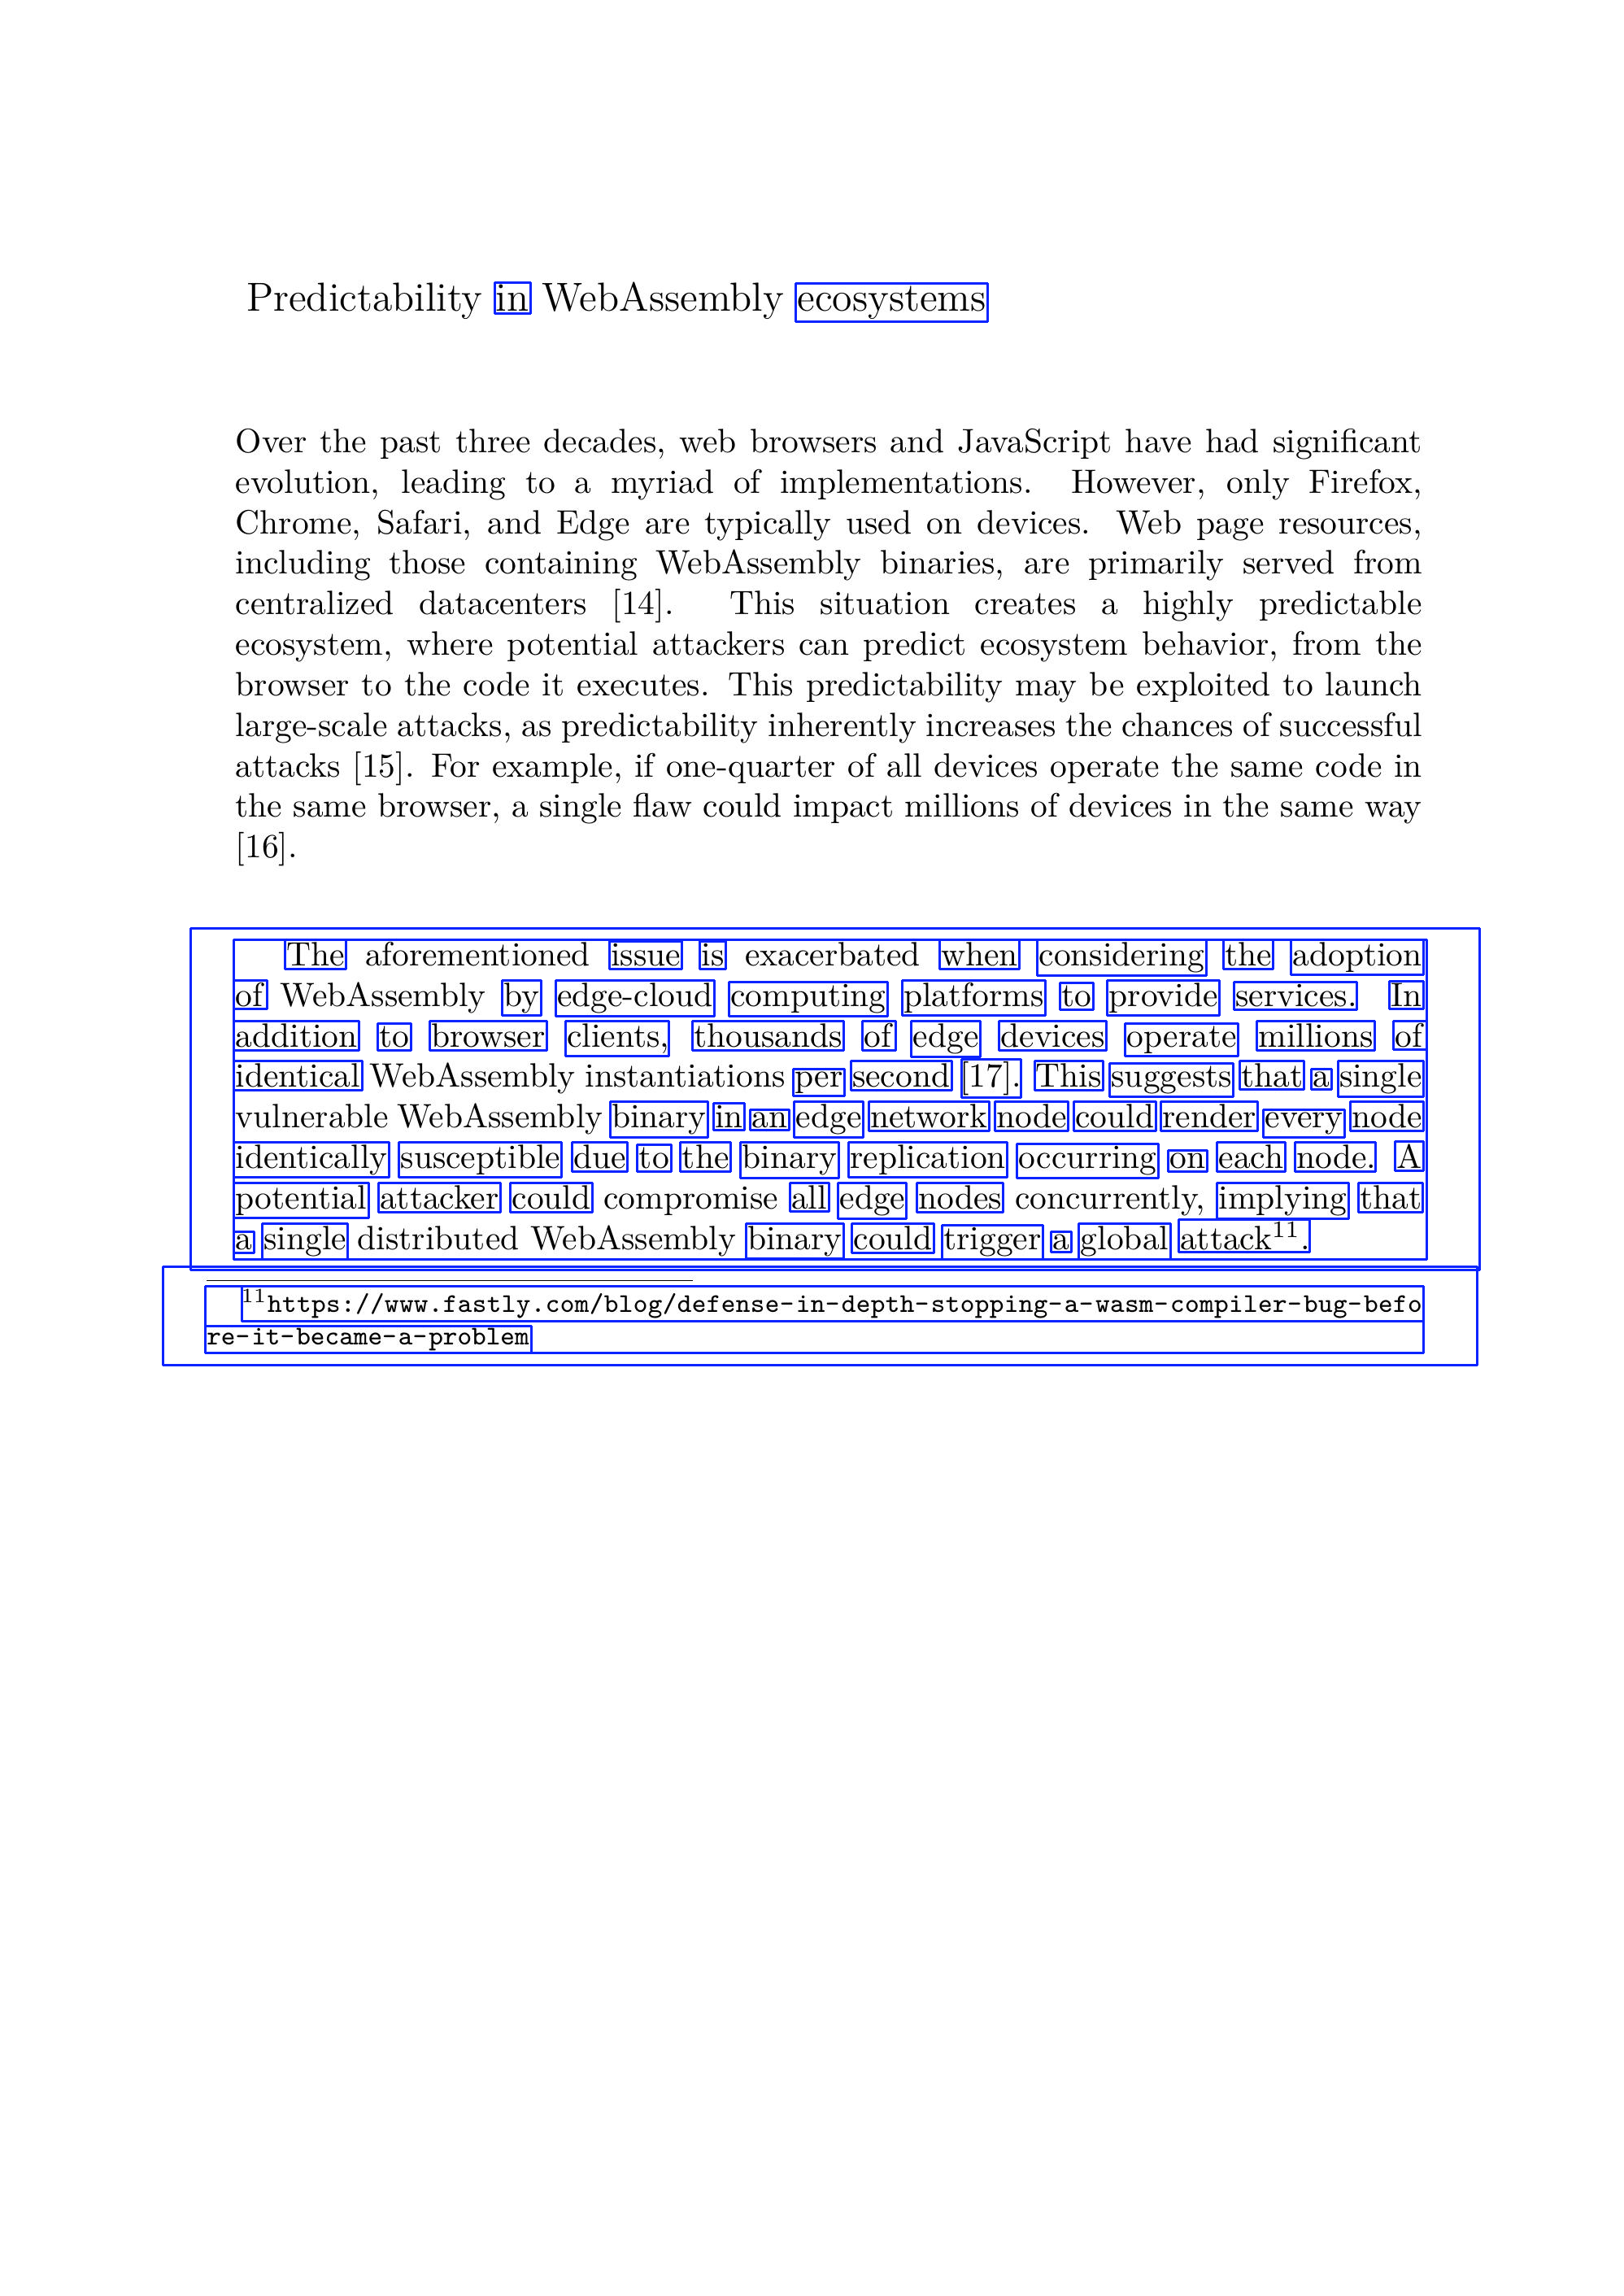 Predictability in WebAssembly ecosystems
Over the past three decades, web browsers and JavaScript have had significant
evolution, leading to a myriad of implementations. However, only Firefox,
Chrome, Safari, and Edge are typically used on devices. Web page resources,
including those containing WebAssembly binaries, are primarily served from
centralized datacenters [14]. This situation creates a highly predictable
ecosystem, where potential attackers can predict ecosystem behavior, from the
browser to the code it executes. This predictability may be exploited to launch
large-scale attacks, as predictability inherently increases the chances of successful
attacks [15]. For example, if one-quarter of all devices operate the same code in
the same browser, a single flaw could impact millions of devices in the same way
[16].
The aforementioned issue is exacerbated when considering the adoption
of WebAssembly by edge-cloud computing platforms to provide services. In
addition to browser clients, thousands of edge devices operate millions of
identical WebAssembly instantiations per second [17]. This suggests that a single
vulnerable WebAssembly binary in an edge network node could render every node
identically susceptible due to the binary replication occurring on each node. A
potential attacker could compromise all edge nodes concurrently, implying that
a single distributed WebAssembly binary could trigger a global attack¹¹.
¹¹https://www.fastly.com/blog/defense-in-depth-stopping-a-wasm-compiler-bug-befo
re-it-became-a-problem